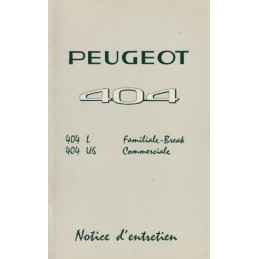 PEUGEOT
404
404 L Familiale-Break
404 U6 Commerciale
Notice d'entretien